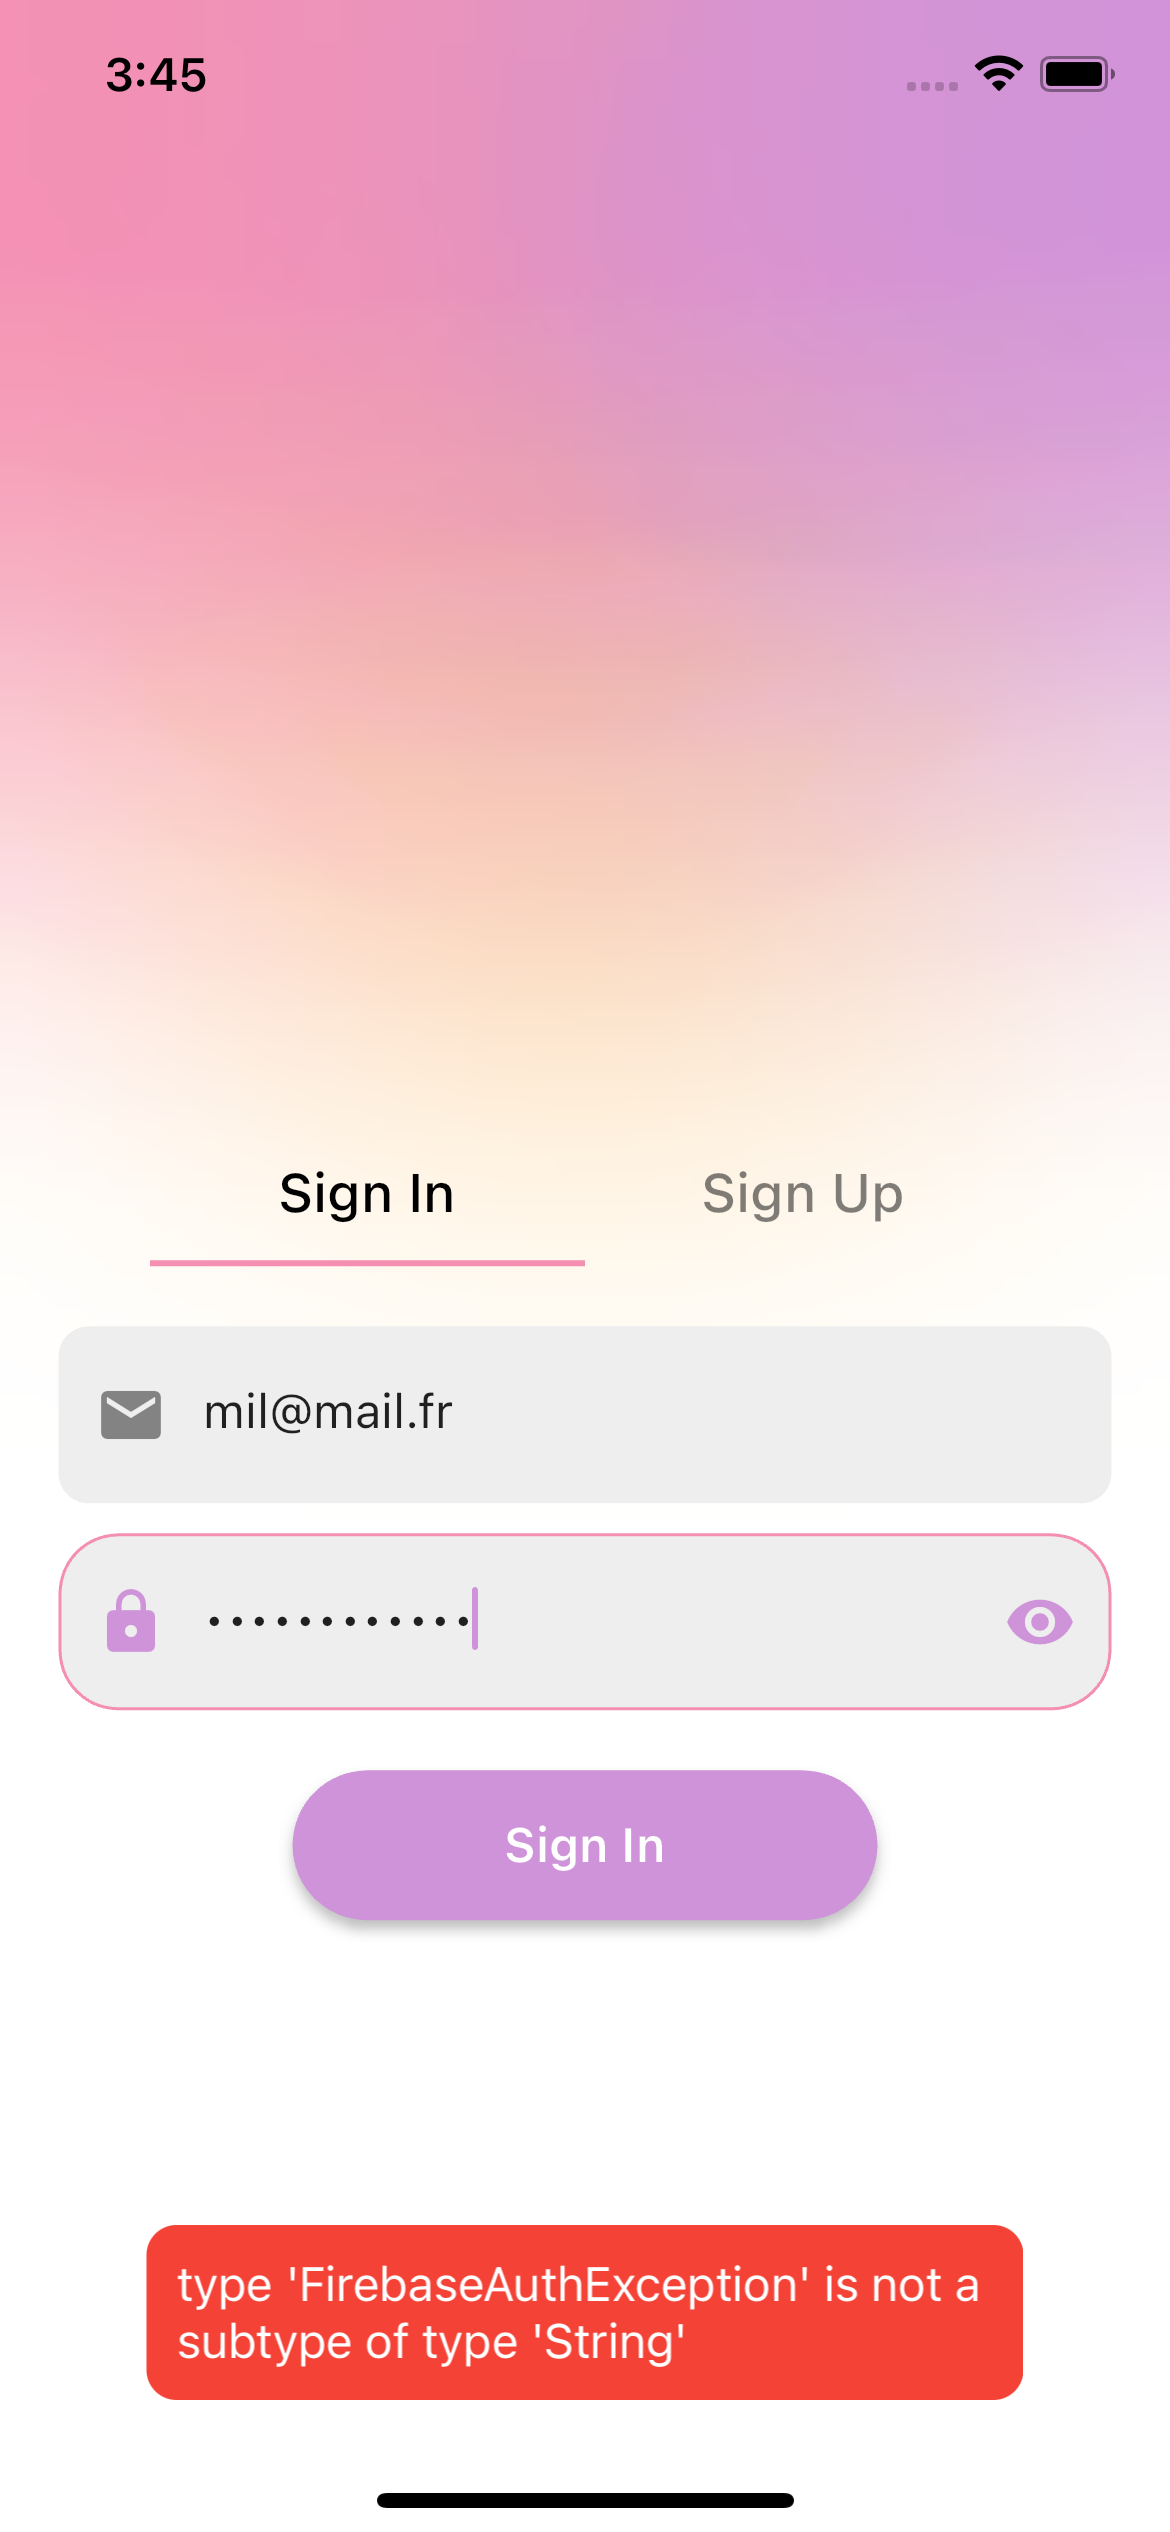 3:45
Sign In
Sign Up
mil@mail.fr
••••••••••••
Sign In
type 'FirebaseAuthException' is not a
subtype of type 'String'